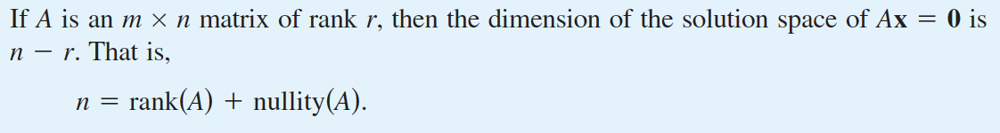 If A is an m × n matrix of rank r, then the dimension of the solution space of Ax = 0 is
n − r. That is,
n = rank(A) + nullity(A).